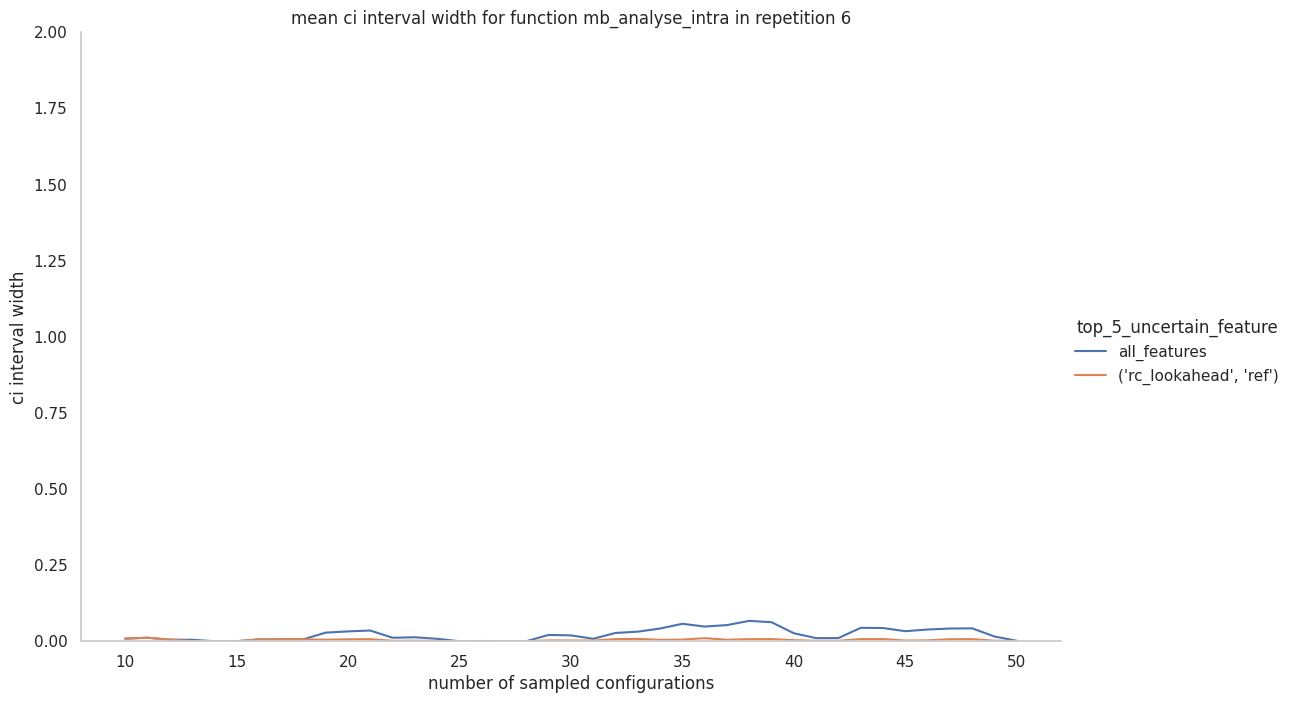 mean ci interval width for function mb_analyse_intra in repetition 6
2.00
1.75
1.50
1.25
1.00
0.75
0.50
0.25
0.00
ci interval width
10 15 20 25 30 35 40 45 50
number of sampled configurations
top_5_uncertain_feature
all_features
('rc_lookahead', 'ref')